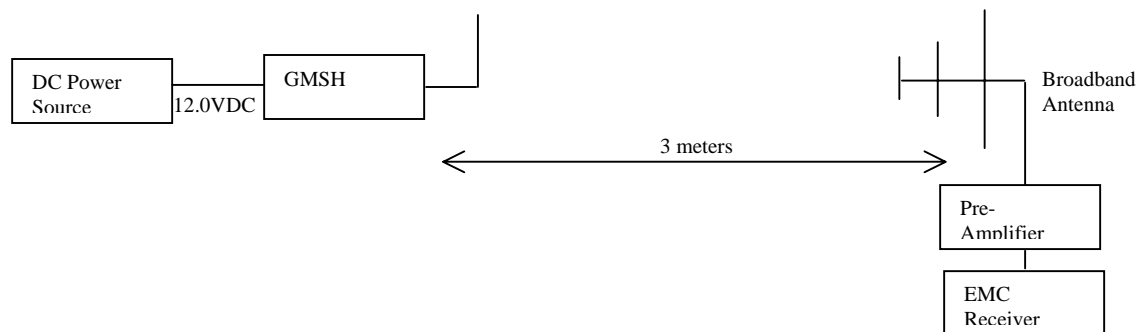 DC Power
Source
12.0VDC
GMSH
3 meters
Broadband
Antenna
Pre-
Amplifier
EMC
Receiver